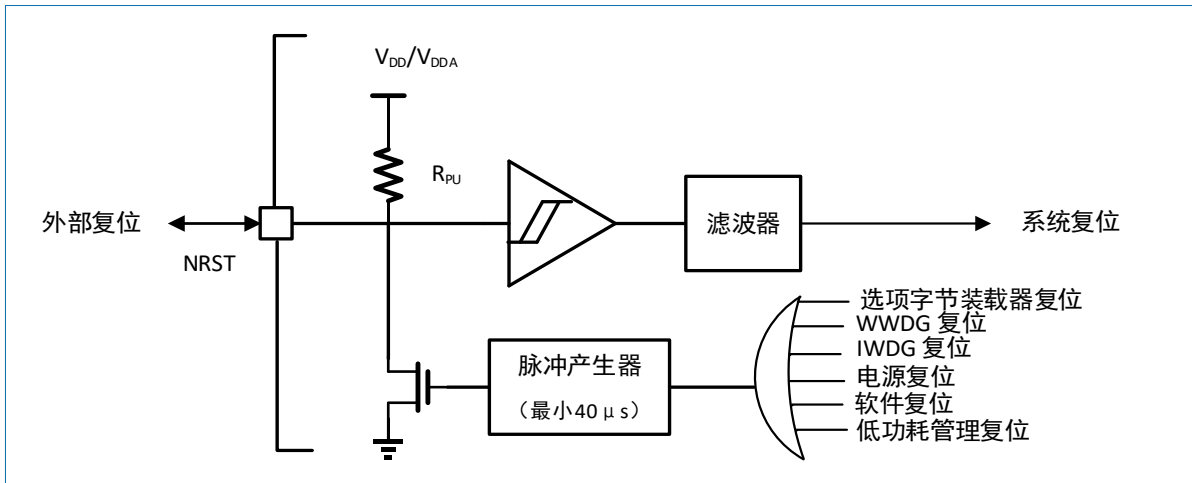 VDD/VDDA
RPU
外部复位
NRST
滤波器
系统复位
选项字节装载器复位
WWDG 复位
IWDG 复位
电源复位
软件复位
低功耗管理复位
脉冲产生器
（最小40μs）